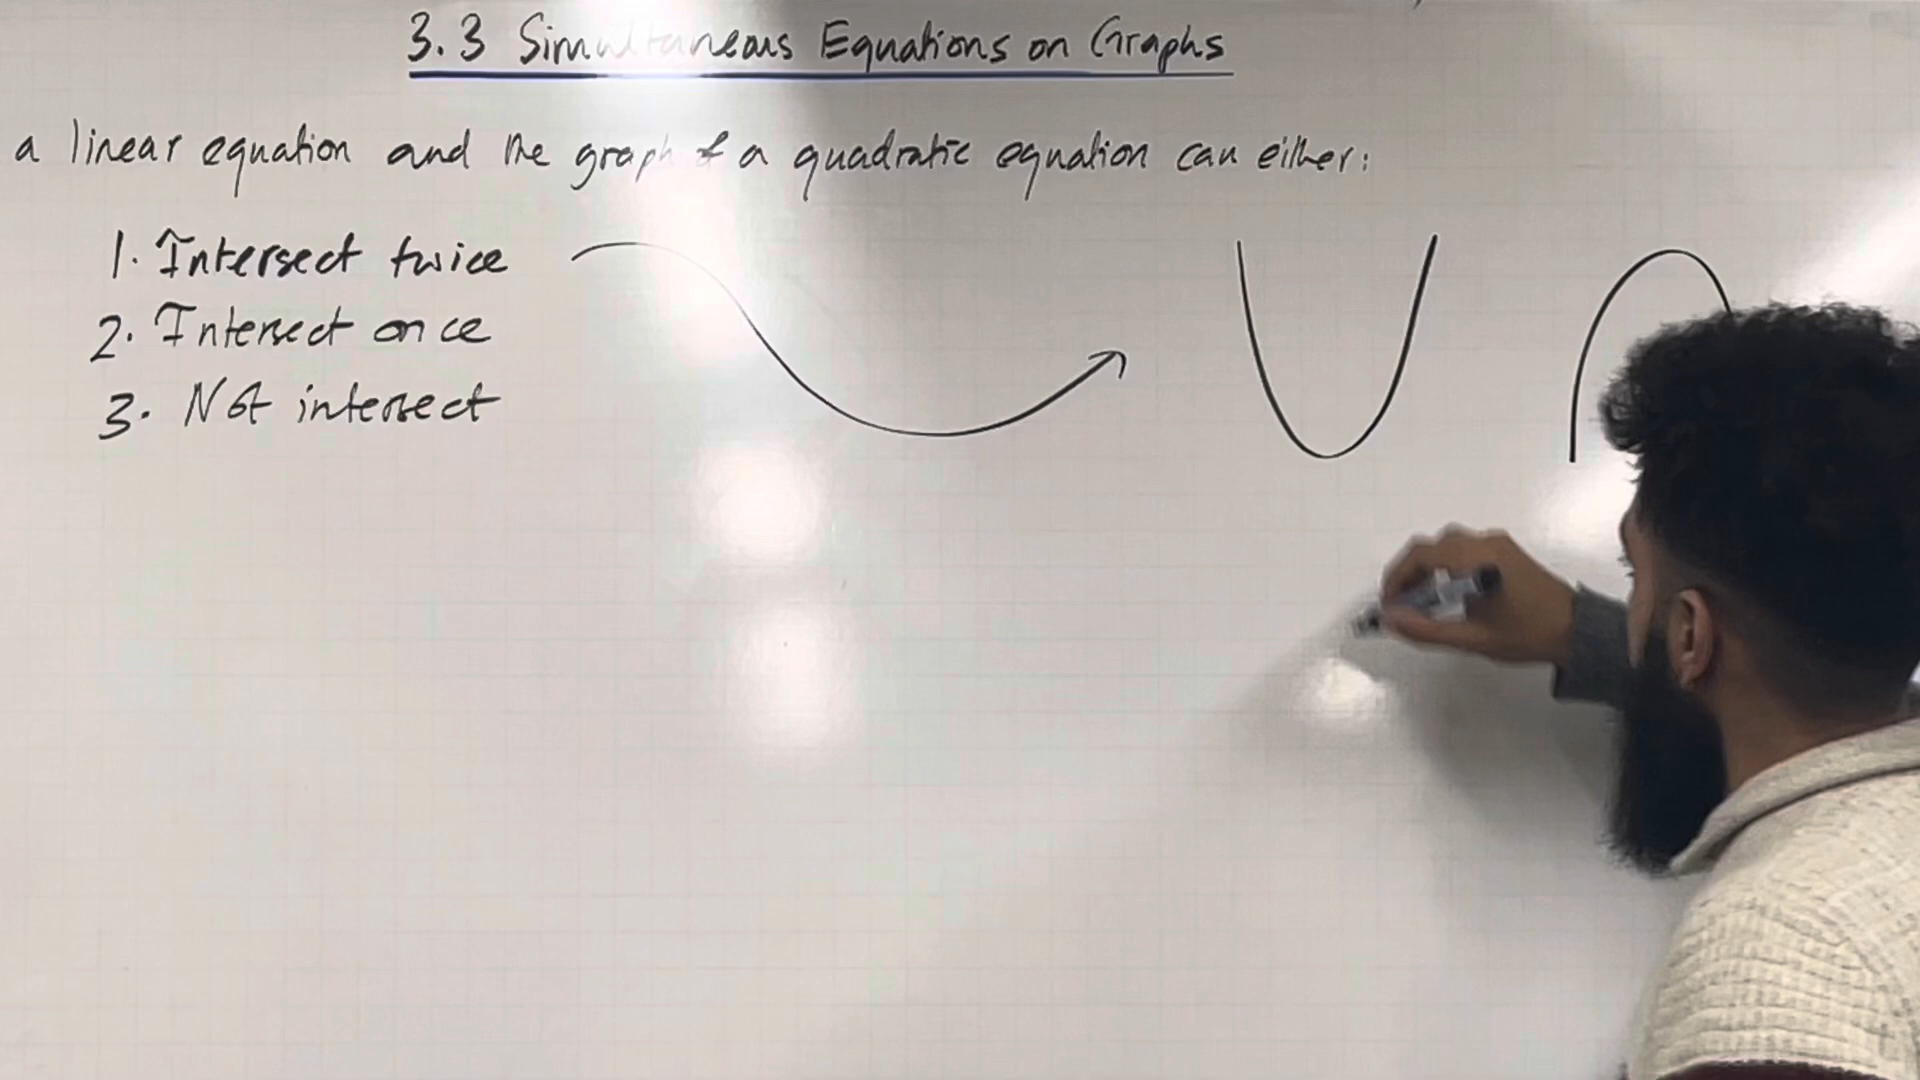 3.3 Simultaneous Equations on Graphs
a linear equation and the graph of a quadratic equation can either:
1. Intersect twice
2. Intersect once
3. Not intersect